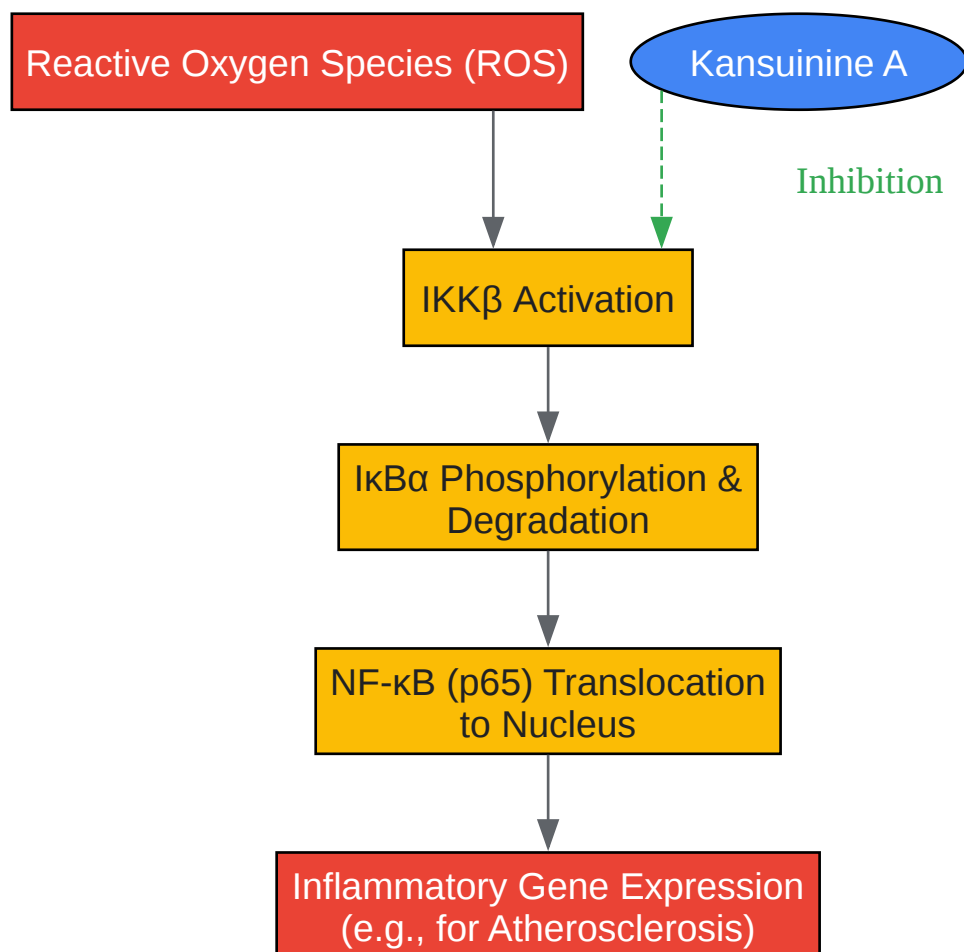 Reactive Oxygen Species (ROS)
Kansuinine A
Inhibition
IKKβ Activation
IκBα Phosphorylation &
Degradation
NF-κB (p65) Translocation
to Nucleus
Inflammatory Gene Expression
(e.g., for Atherosclerosis)